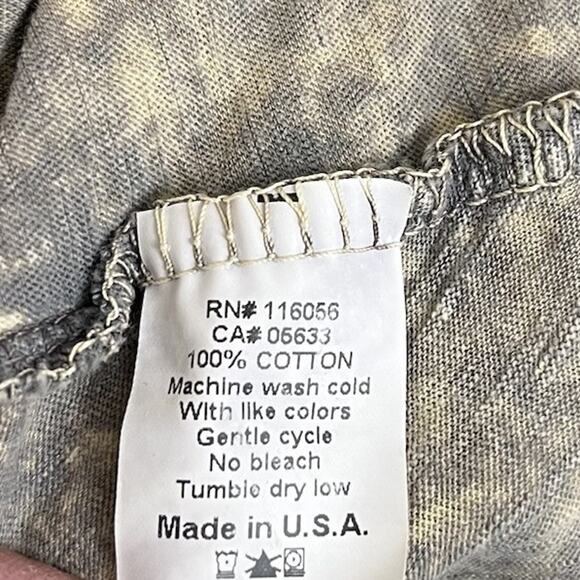 RN# 116056
CA# 05633
100% COTTON
Machine wash cold
With like colors
Gentle cycle
No bleach
Tumble dry low
Made in U.S.A.